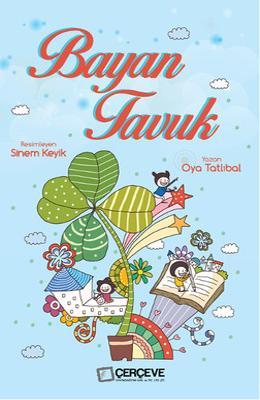 Bayan
Tavuk
Resimleyen
Sinem Keyik
Yazan
Oya Tatlıbal
ÇERÇEVE